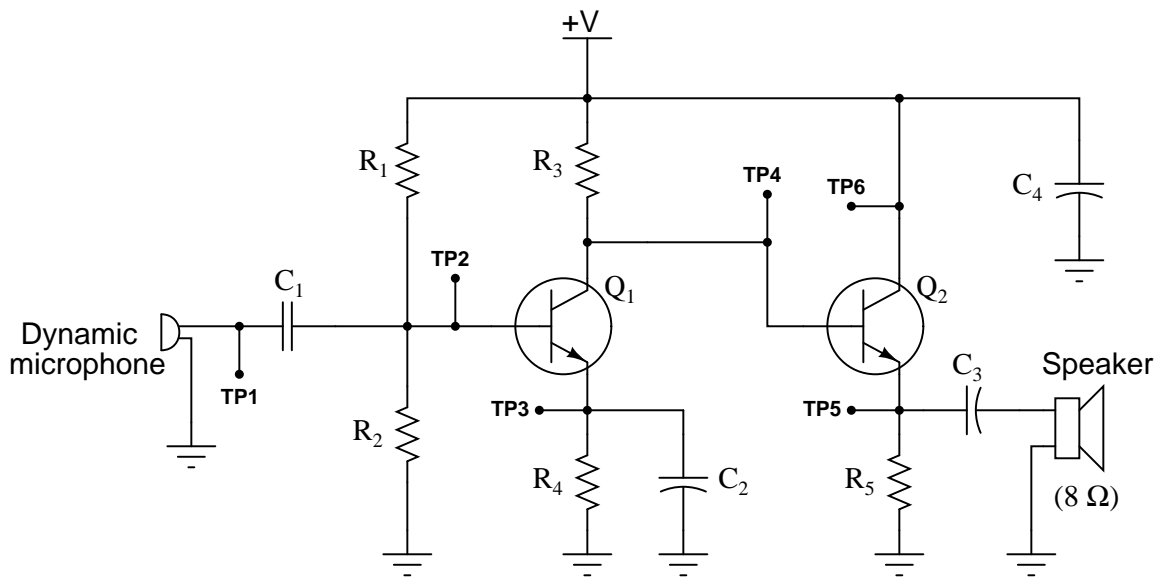 +V
R1
R3
TP4
TP6
C4
TP2
C1
Q1
Q2
Dynamic
microphone
TP1
C3
Speaker
TP3
TP5
R2
R4
C2
R5
(8 Ω)